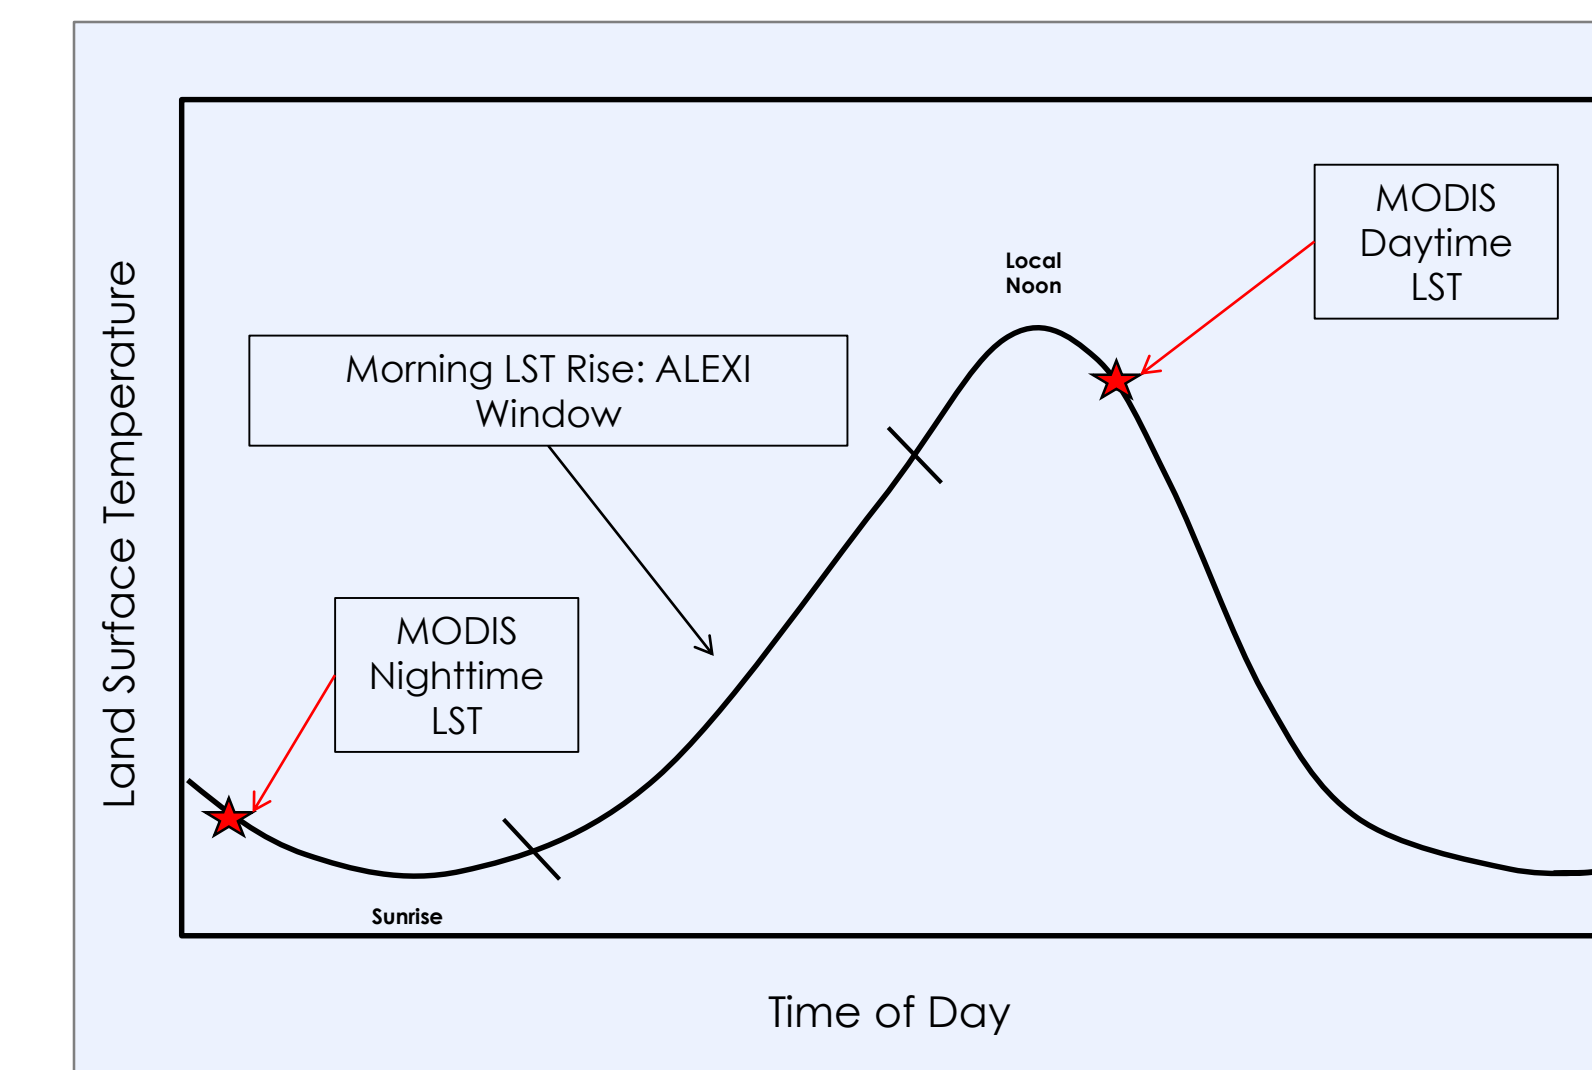 MODIS
Daytime
LST
Local
Noon
Morning LST Rise: ALEXI
Window
MODIS
Nighttime
LST
Land Surface Temperature
Sunrise
Time of Day